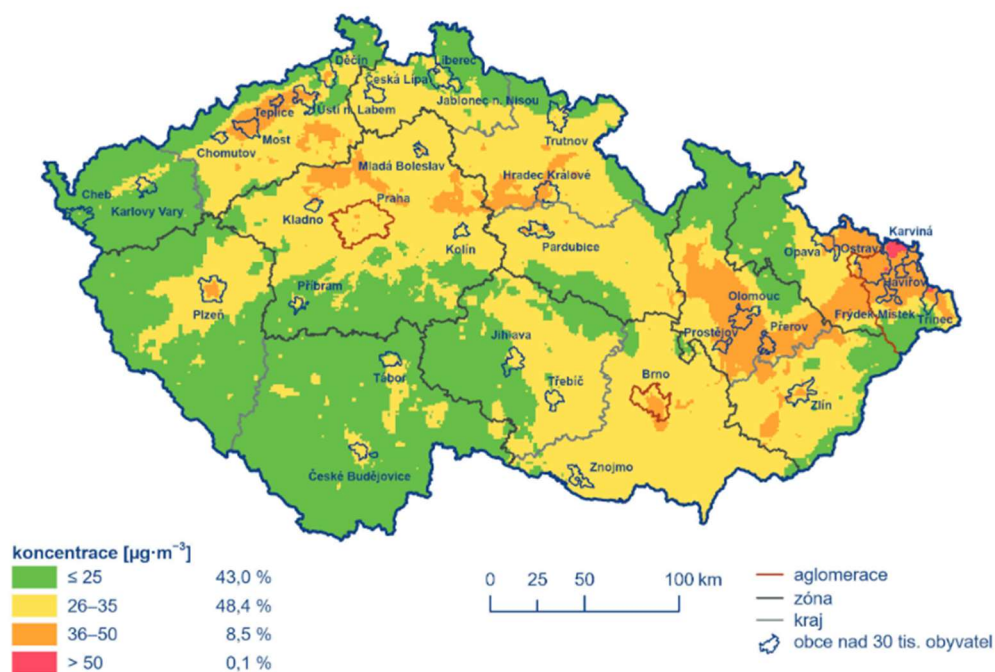 Děčín
Liberec
Česká Lípa
Jablonec n. Nisou
Ústí n. Labem
Teplice
Most
Chomutov
Trutnov
Mladá Boleslav
Hradec Králové
Cheb
Karlovy Vary
Praha
Kladno
Kolín
Pardubice
Karviná
Opava
Ostrava
Havířov
Příbram
Plzeň
Olomouc
Frýdek Místek
Třinec
Prostějov
Přerov
Jihlava
Tábor
Třebíč
Brno
Zlín
České Budějovice
Znojmo
koncentrace [µg·m⁻³]
≤ 25 43,0 %
26–35 48,4 %
36–50 8,5 %
> 50 0,1 %
0 25 50 100 km
aglomerace
zóna
kraj
obce nad 30 tis. obyvatel